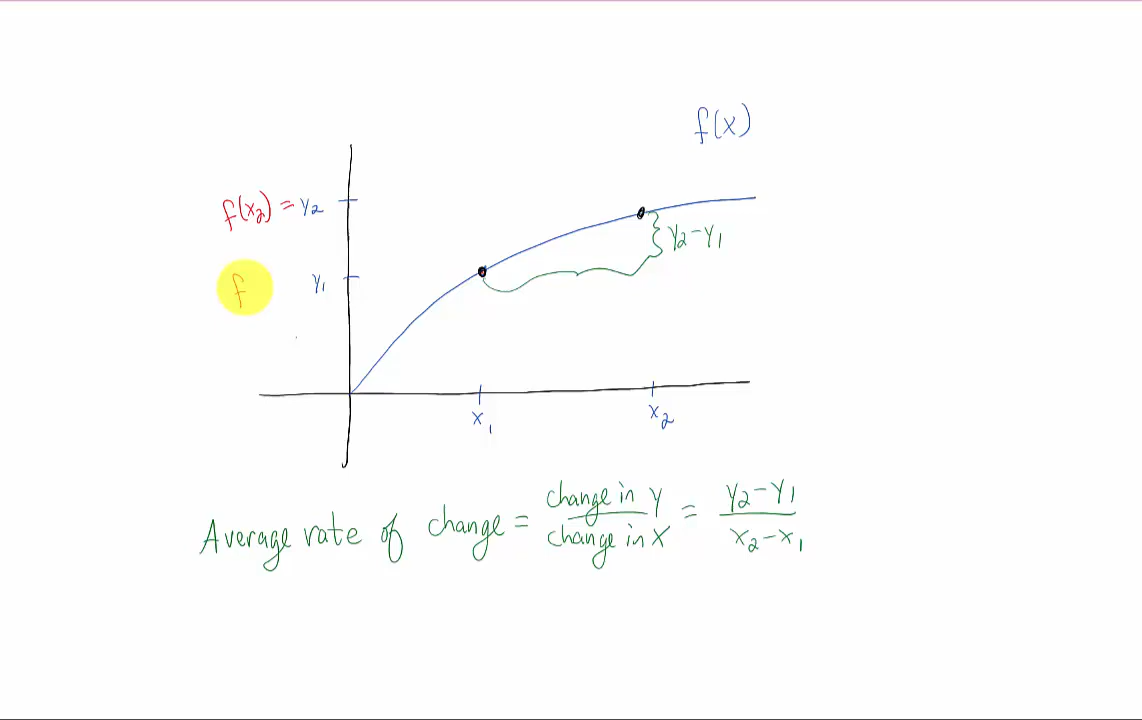 f(x)
f(x₂) = y₂
y₂-y₁
f
y₁
x₁
x₂
Average rate of change = change in y / change in x = y₂-y₁ / x₂-x₁